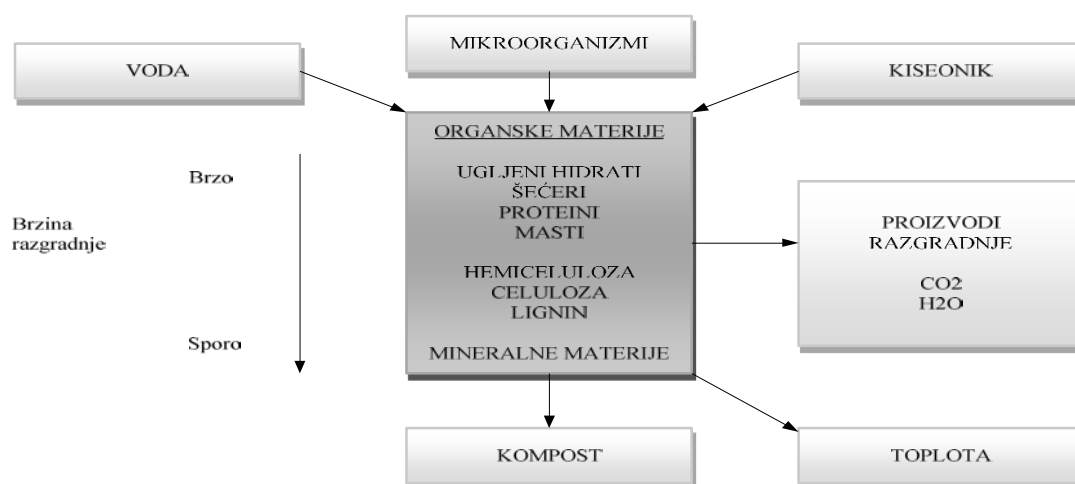 MIKROORGANIZMI
VODA
KISEONIK
ORGANSKE MATERIJE
UGLJENI HIDRATI
ŠEĆERI
PROTEINI
MASTI
HEMICELULOZA
CELULOZA
LIGNIN
MINERALNE MATERIJE
Brzo
Brzina
razgradnje
Sporo
PROIZVODI
RAZGRADNJE
CO2
H2O
KOMPOST
TOPLOTA